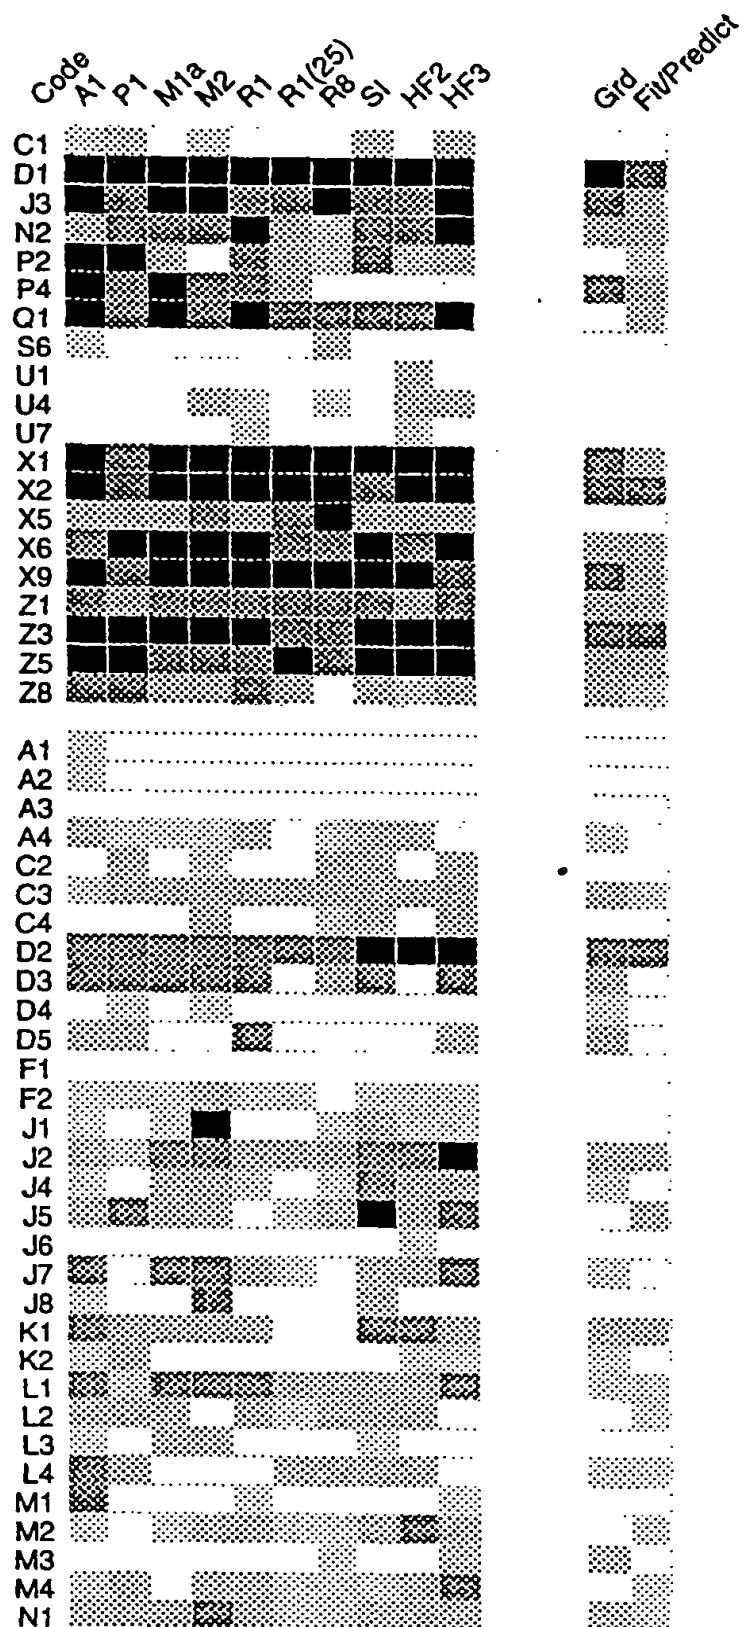 Code A1 P1 M1a M2 R1 R1(25) R8 SI HF2 HF3 Grd Fit/Predict
C1
D1
J3
N2
P2
P4
Q1
S6
U1
U4
U7
X1
X2
X5
X6
X9
Z1
Z3
Z5
Z8
A1
A2
A3
A4
C2
C3
C4
D2
D3
D4
D5
F1
F2
J1
J2
J4
J5
J6
J7
J8
K1
K2
L1
L2
L3
L4
M1
M2
M3
M4
N1